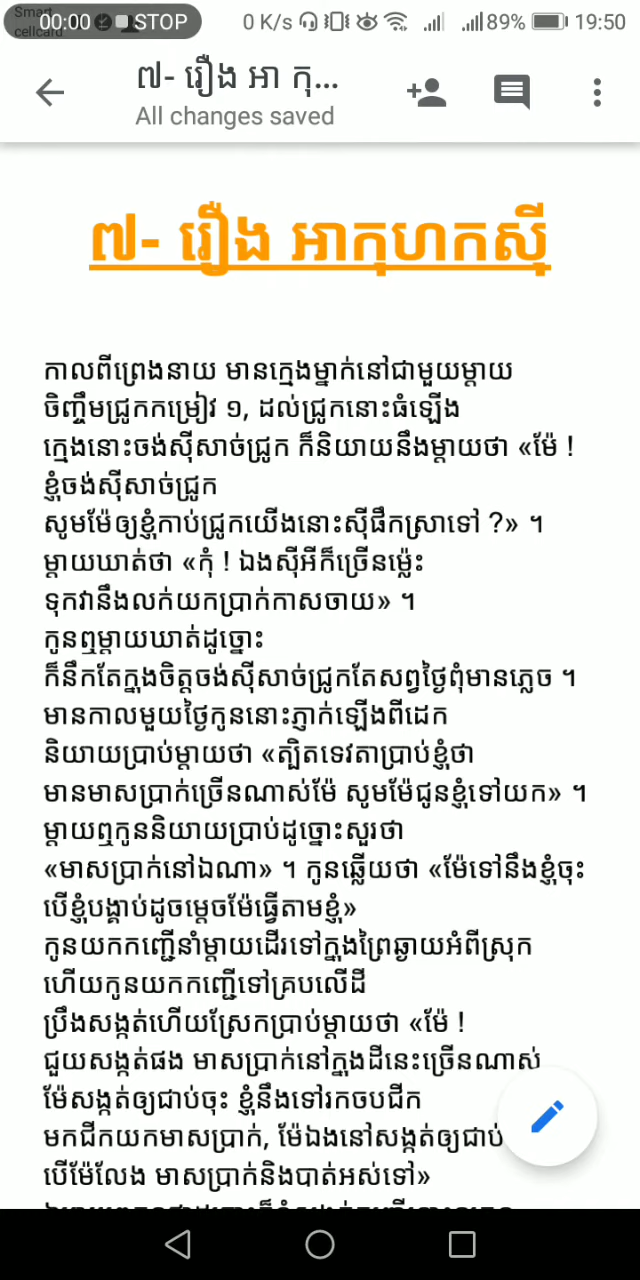 Smart
cellcard
00:00 STOP
0 K/s 89% 19:50
៧- រឿង អា កុ...
All changes saved
៧- រឿង អាកុហកស៊ី
កាលពីព្រេងនាយ មានក្មេងម្នាក់នៅជាមួយម្តាយ
ចិញ្ចឹមជ្រូកកម្រៀវ ១, ដល់ជ្រូកនោះធំឡើង
ក្មេងនោះចង់ស៊ីសាច់ជ្រូក ក៏និយាយនឹងម្តាយថា «ម៉ែ !
ខ្ញុំចង់ស៊ីសាច់ជ្រូក
សូមម៉ែឲ្យខ្ញុំកាប់ជ្រូកយើងនោះស៊ីផឹកស្រាទៅ ?» ។
ម្តាយឃាត់ថា «កុំ ! ឯងស៊ីអីក៏ច្រើនម្ល៉េះ
ទុកវានឹងលក់យកប្រាក់កាសចាយ» ។
កូនឮម្តាយឃាត់ដូច្នោះ
ក៏នឹកតែក្នុងចិត្តចង់ស៊ីសាច់ជ្រូកតែសព្វថ្ងៃពុំមានភ្លេច ។
មានកាលមួយថ្ងៃកូននោះភ្ញាក់ឡើងពីដេក
និយាយប្រាប់ម្តាយថា «ត្បិតទេវតាប្រាប់ខ្ញុំថា
មានមាសប្រាក់ច្រើនណាស់ម៉ែ សូមម៉ែជូនខ្ញុំទៅយក» ។
ម្តាយឮកូននិយាយប្រាប់ដូច្នោះសួរថា
«មាសប្រាក់នៅឯណា» ។ កូនឆ្លើយថា «ម៉ែទៅនឹងខ្ញុំចុះ
បើខ្ញុំបង្គាប់ដូចម្តេចម៉ែធ្វើតាមខ្ញុំ»
កូនយកកញ្ជើនាំម្តាយដើរទៅក្នុងព្រៃឆ្ងាយអំពីស្រុក
ហើយកូនយកកញ្ជើទៅគ្របលើដី
ប្រឹងសង្កត់ហើយស្រែកប្រាប់ម្តាយថា «ម៉ែ !
ជួយសង្កត់ផង មាសប្រាក់នៅក្នុងដីនេះច្រើនណាស់
ម៉ែសង្កត់ឲ្យជាប់ចុះ ខ្ញុំនឹងទៅរកចបជីក
មកជីកយកមាសប្រាក់, ម៉ែឯងនៅសង្កត់ឲ្យជាប់
បើម៉ែលែង មាសប្រាក់និងបាត់អស់ទៅ»